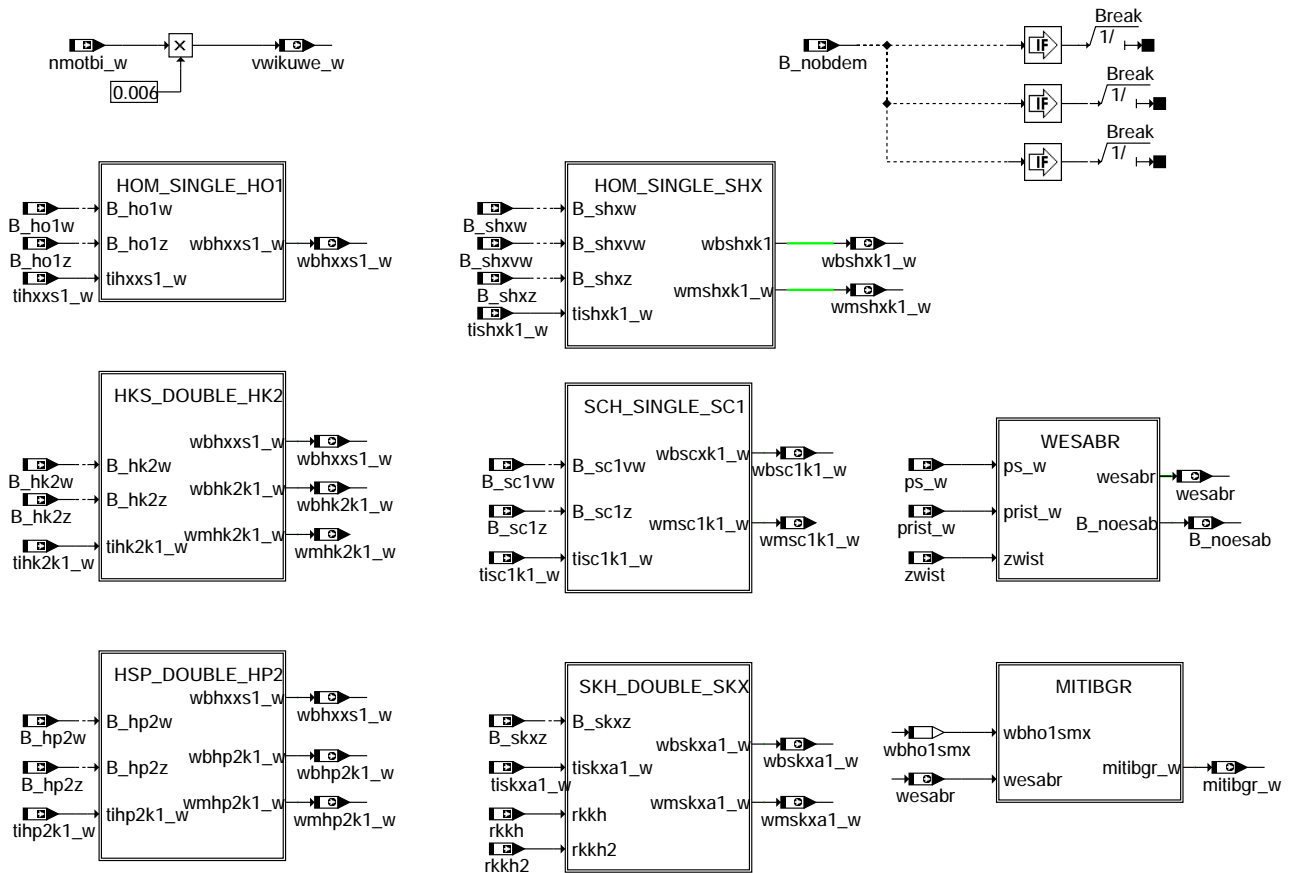 nmotbi_w
×
vwikuwe_w
0.006
B_nobdem
IF
Break
1/
IF
Break
1/
IF
Break
1/
HOM_SINGLE_HO1
B_ho1w
B_ho1w
B_ho1z
B_ho1z
tihxxs1_w
tihxxs1_w
wbhxxs1_w
wbhxxs1_w
HOM_SINGLE_SHX
B_shxw
B_shxw
B_shxvw
B_shxvw
B_shxz
B_shxz
tishxk1_w
tishxk1_w
wbshxk1
wbshxk1_w
wmshxk1_w
wmshxk1_w
HKS_DOUBLE_HK2
B_hk2w
B_hk2w
B_hk2z
B_hk2z
tihk2k1_w
tihk2k1_w
wbhxxs1_w
wbhxxs1_w
wbhk2k1_w
wbhk2k1_w
wmhk2k1_w
wmhk2k1_w
SCH_SINGLE_SC1
B_sc1vw
B_sc1vw
B_sc1z
B_sc1z
tisc1k1_w
tisc1k1_w
wbscxk1_w
wbsc1k1_w
wmsc1k1_w
wmsc1k1_w
WESABR
ps_w
ps_w
prist_w
prist_w
zwist
zwist
wesabr
wesabr
B_noesab
B_noesab
HSP_DOUBLE_HP2
B_hp2w
B_hp2w
B_hp2z
B_hp2z
tihp2k1_w
tihp2k1_w
wbhxxs1_w
wbhxxs1_w
wbhp2k1_w
wbhp2k1_w
wmhp2k1_w
wmhp2k1_w
SKH_DOUBLE_SKX
B_skxz
B_skxz
tiskxa1_w
tiskxa1_w
rkkh
rkkh
rkkh2
rkkh2
wbskxa1_w
wbskxa1_w
wmskxa1_w
wmskxa1_w
MITIBGR
wbho1smx
wbho1smx
wesabr
wesabr
mitibgr_w
mitibgr_w